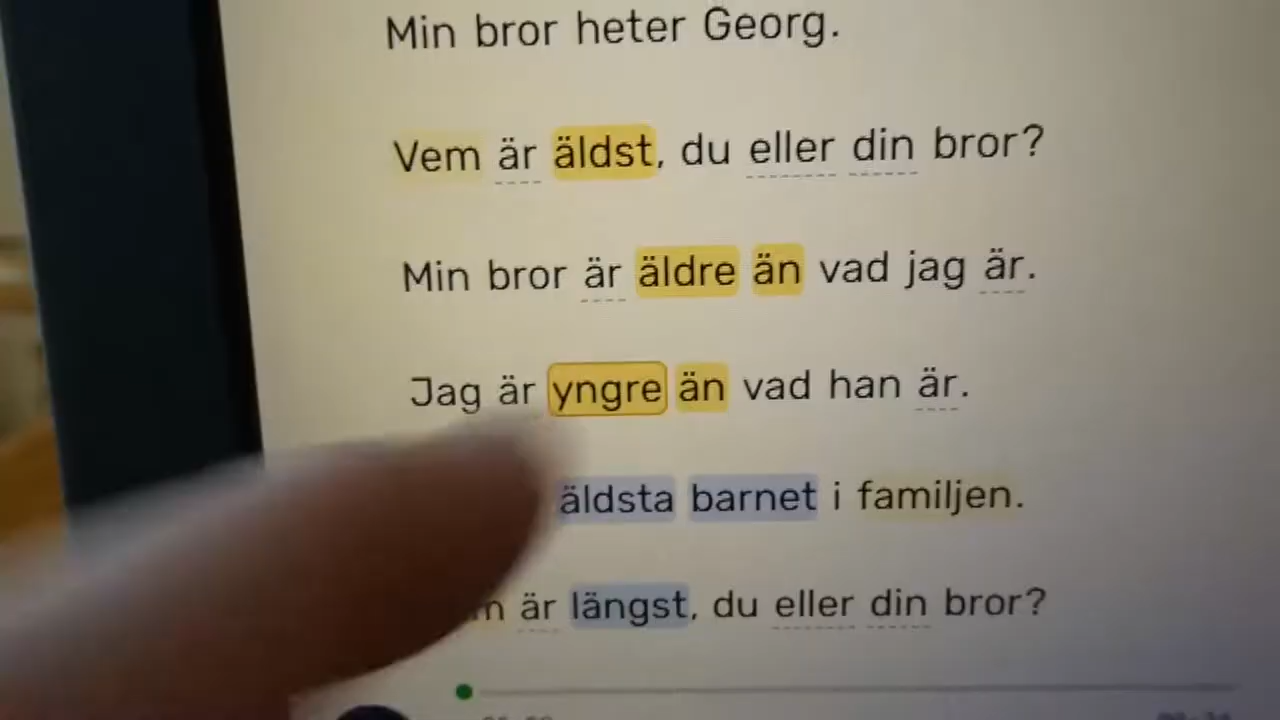 Min bror heter Georg.
Vem är äldst, du eller din bror?
Min bror är äldre än vad jag är.
Jag är yngre än vad han är.
äldsta barnet i familjen.
är längst, du eller din bror?